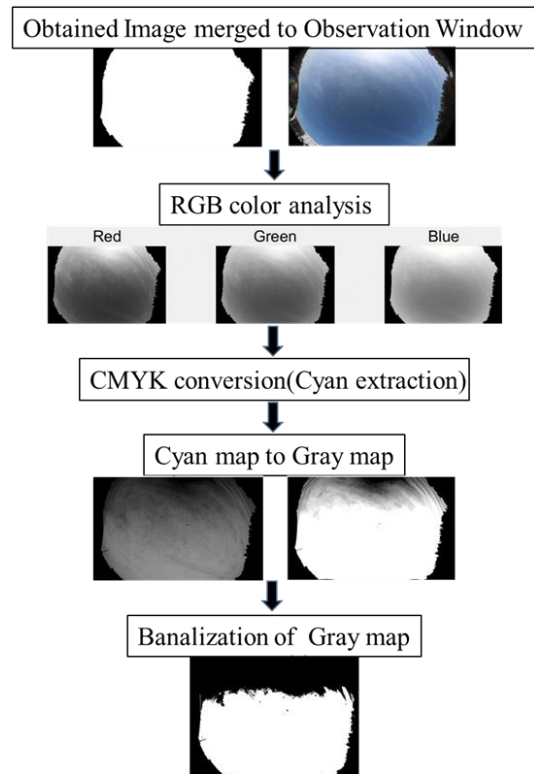 Obtained Image merged to Observation Window
RGB color analysis
Red Green Blue
CMYK conversion(Cyan extraction)
Cyan map to Gray map
Banalization of Gray map